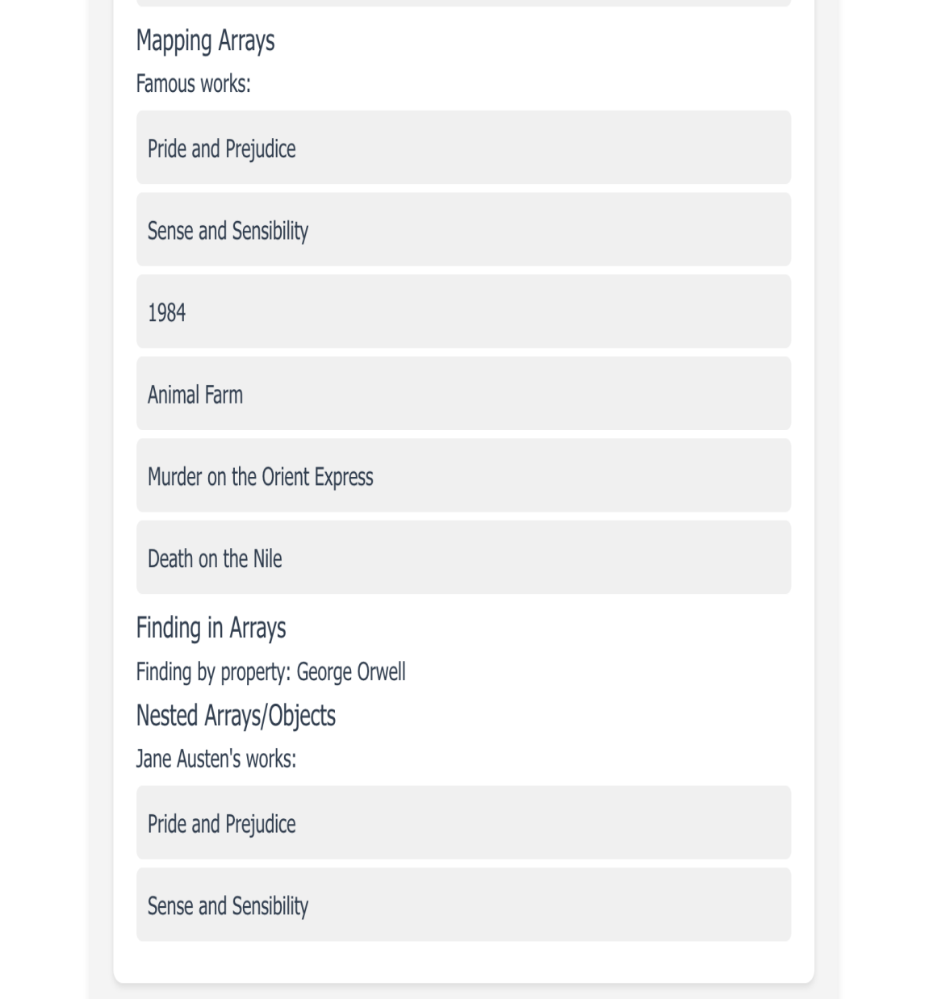 Mapping Arrays
Famous works:
Pride and Prejudice
Sense and Sensibility
1984
Animal Farm
Murder on the Orient Express
Death on the Nile
Finding in Arrays
Finding by property: George Orwell
Nested Arrays/Objects
Jane Austen's works:
Pride and Prejudice
Sense and Sensibility